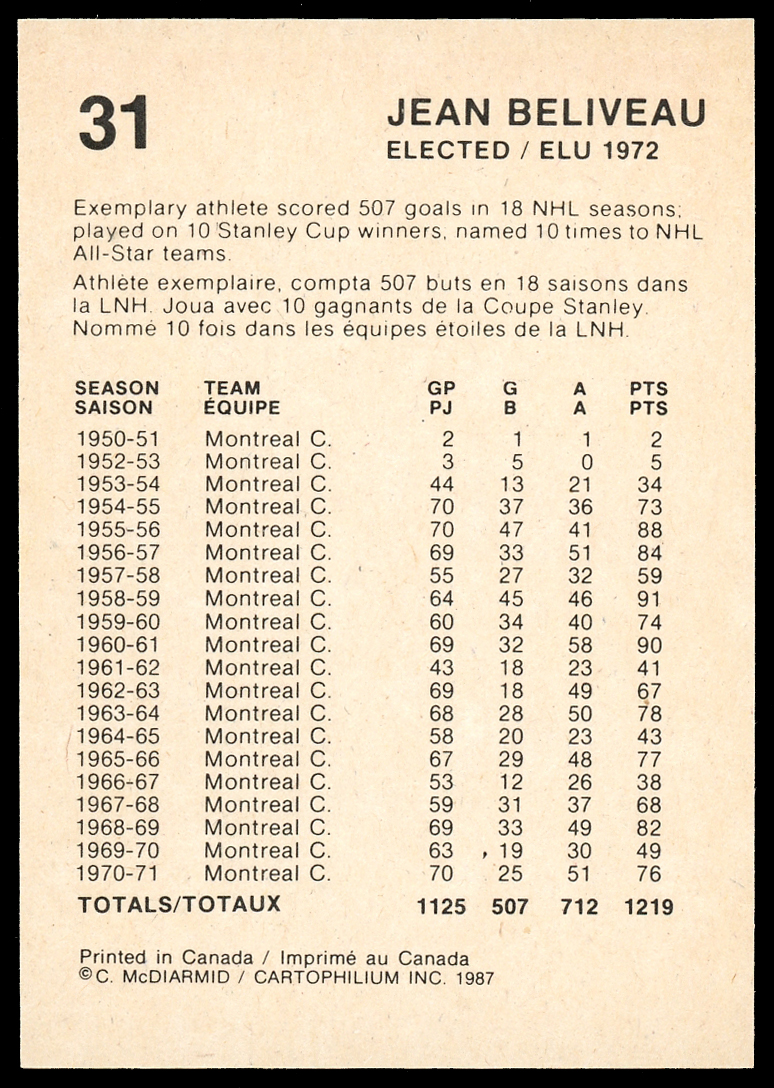 31
JEAN BELIVEAU
ELECTED / ELU 1972
Exemplary athlete scored 507 goals in 18 NHL seasons;
played on 10 Stanley Cup winners, named 10 times to NHL
All-Star teams.
Athlète exemplaire, compta 507 buts en 18 saisons dans
la LNH. Joua avec 10 gagnants de la Coupe Stanley.
Nommé 10 fois dans les équipes étoiles de la LNH.
SEASON TEAM GP G A PTS
SAISON ÉQUIPE PJ B A PTS
1950-51 Montreal C. 2 1 1 2
1952-53 Montreal C. 3 5 0 5
1953-54 Montreal C. 44 13 21 34
1954-55 Montreal C. 70 37 36 73
1955-56 Montreal C. 70 47 41 88
1956-57 Montreal C. 69 33 51 84
1957-58 Montreal C. 55 27 32 59
1958-59 Montreal C. 64 45 46 91
1959-60 Montreal C. 60 34 40 74
1960-61 Montreal C. 69 32 58 90
1961-62 Montreal C. 43 18 23 41
1962-63 Montreal C. 69 18 49 67
1963-64 Montreal C. 68 28 50 78
1964-65 Montreal C. 58 20 23 43
1965-66 Montreal C. 67 29 48 77
1966-67 Montreal C. 53 12 26 38
1967-68 Montreal C. 59 31 37 68
1968-69 Montreal C. 69 33 49 82
1969-70 Montreal C. 63 19 30 49
1970-71 Montreal C. 70 25 51 76
TOTALS/TOTAUX 1125 507 712 1219
Printed in Canada / Imprimé au Canada
©C. McDIARMID / CARTOPHILIUM INC. 1987